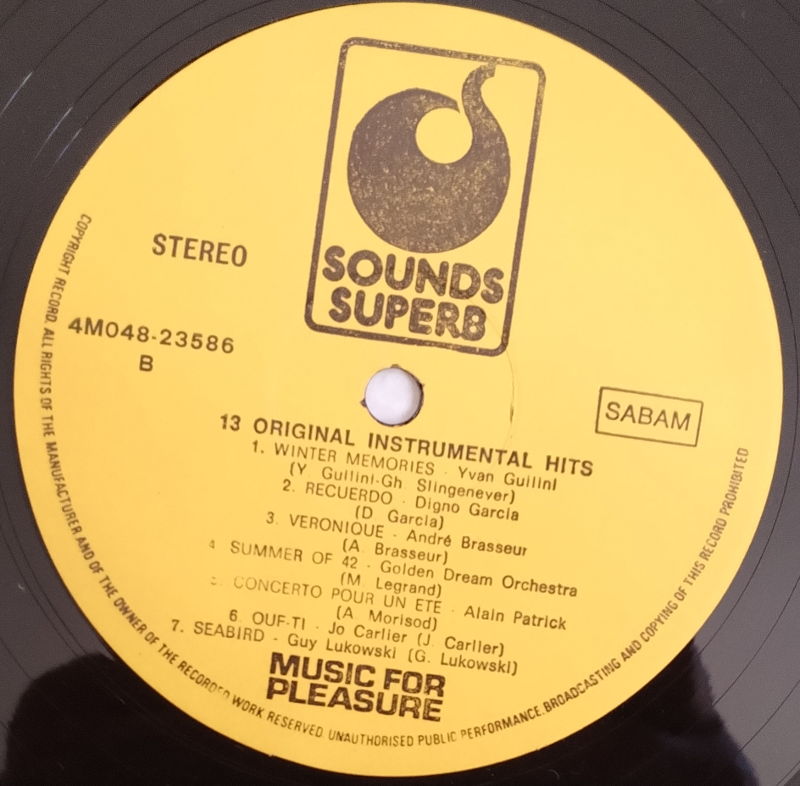 SOUNDS
SUPERB
STEREO
4M048-23586
B
SABAM
13 ORIGINAL INSTRUMENTAL HITS
1. WINTER MEMORIES - Yvan Guilini
(Y. Guilini-Gh Slingenever)
2. RECUERDO - Digno Garcia
(D Garcia)
3. VERONIQUE - André Brasseur
(A. Brasseur)
4 SUMMER OF 42 - Golden Dream Orchestra
(M. Legrand)
5. CONCERTO POUR UN ETE - Alain Patrick
(A. Morisod)
6. OUF-TI - Jo Carlier (J. Carlier)
7. SEABIRD - Guy Lukowski (G. Lukowski)
MUSIC FOR
PLEASURE
COPYRIGHT RECORD. ALL RIGHTS OF THE MANUFACTURER AND OF THE OWNER OF THE RECORDED WORK RESERVED UNAUTHORISED PUBLIC PERFORMANCE. BROADCASTING AND COPYING OF THIS RECORD PROHIBITED